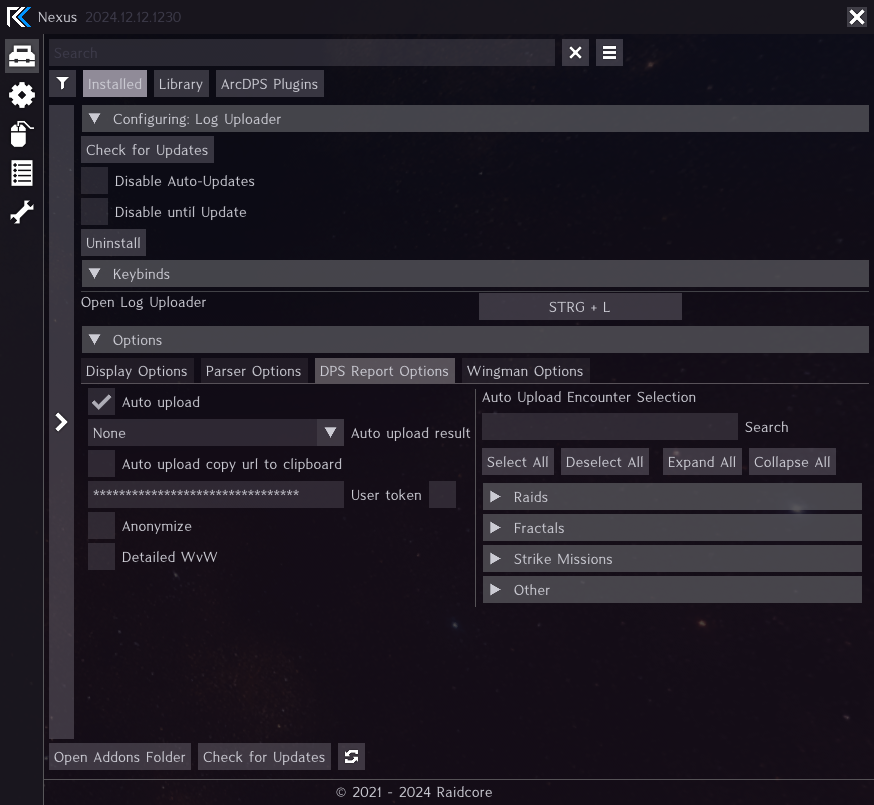 Nexus 2024.12.12.1230
Search
Installed Library ArcDPS Plugins
Configuring: Log Uploader
Check for Updates
Disable Auto-Updates
Disable until Update
Uninstall
Keybinds
Open Log Uploader STRG + L
Options
Display Options Parser Options DPS Report Options Wingman Options
Auto upload
None Auto upload result
Auto upload copy url to clipboard
******************************** User token
Anonymize
Detailed WvW
Auto Upload Encounter Selection
Search
Select All Deselect All Expand All Collapse All
Raids
Fractals
Strike Missions
Other
Open Addons Folder Check for Updates
© 2021 - 2024 Raidcore